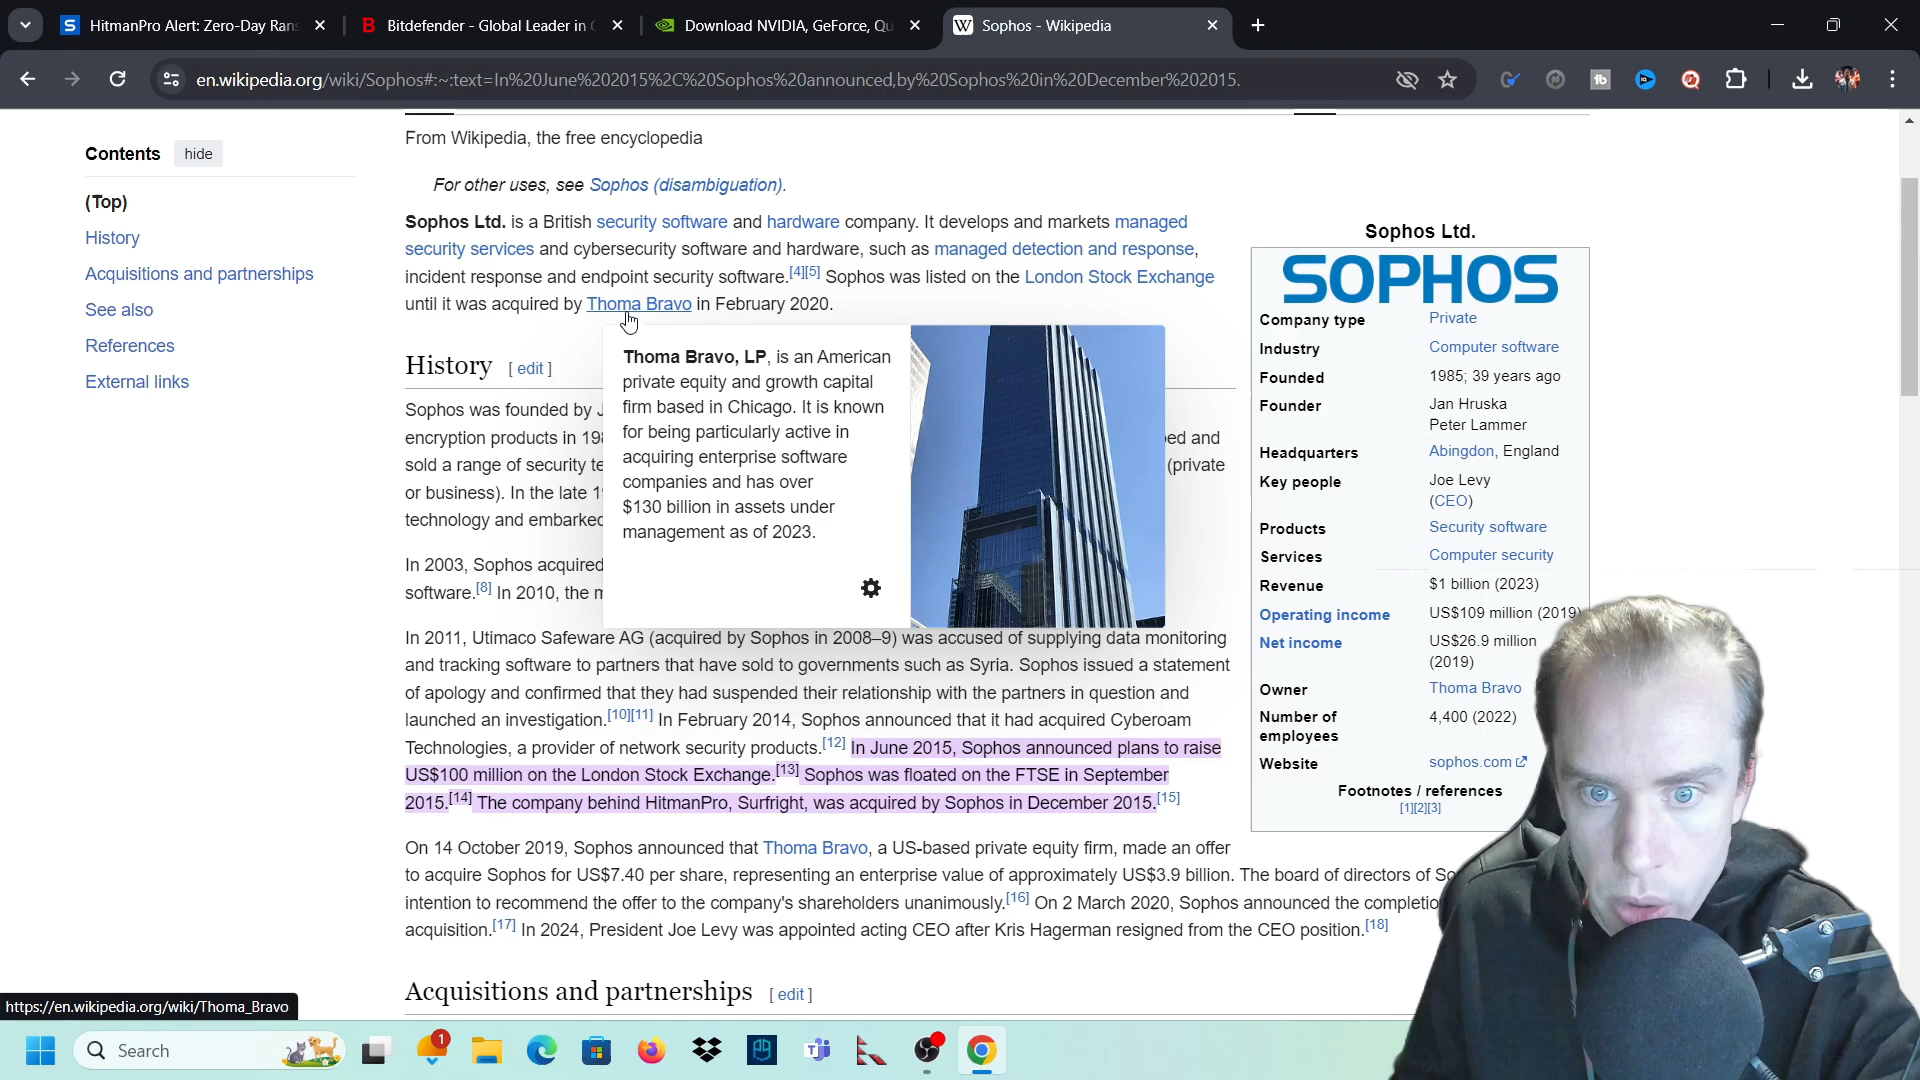 HitmanPro Alert: Zero-Day Ran
Bitdefender - Global Leader in
Download NVIDIA, GeForce, Qu
Sophos - Wikipedia
en.wikipedia.org/wiki/Sophos#:~:text=In%20June%202015%2C%20Sophos%20announced,by%20Sophos%20in%20December%202015.
Contents hide
(Top)
History
Acquisitions and partnerships
See also
References
External links
From Wikipedia, the free encyclopedia
For other uses, see Sophos (disambiguation).
Sophos Ltd. is a British security software and hardware company. It develops and markets managed
security services and cybersecurity software and hardware, such as managed detection and response,
incident response and endpoint security software.[4][5] Sophos was listed on the London Stock Exchange
until it was acquired by Thoma Bravo in February 2020.
Thoma Bravo, LP, is an American
private equity and growth capital
firm based in Chicago. It is known
for being particularly active in
acquiring enterprise software
companies and has over
$130 billion in assets under
management as of 2023.
History [ edit ]
Sophos was founded by J
encryption products in 198 ed and
sold a range of security te (private
or business). In the late 1
technology and embarked
In 2003, Sophos acquired
software.[8] In 2010, the m
In 2011, Utimaco Safeware AG (acquired by Sophos in 2008–9) was accused of supplying data monitoring
and tracking software to partners that have sold to governments such as Syria. Sophos issued a statement
of apology and confirmed that they had suspended their relationship with the partners in question and
launched an investigation.[10][11] In February 2014, Sophos announced that it had acquired Cyberoam
Technologies, a provider of network security products.[12] In June 2015, Sophos announced plans to raise
US$100 million on the London Stock Exchange.[13] Sophos was floated on the FTSE in September
2015.[14] The company behind HitmanPro, Surfright, was acquired by Sophos in December 2015.[15]
On 14 October 2019, Sophos announced that Thoma Bravo, a US-based private equity firm, made an offer
to acquire Sophos for US$7.40 per share, representing an enterprise value of approximately US$3.9 billion. The board of directors of So
intention to recommend the offer to the company's shareholders unanimously.[16] On 2 March 2020, Sophos announced the completio
acquisition.[17] In 2024, President Joe Levy was appointed acting CEO after Kris Hagerman resigned from the CEO position.[18]
Acquisitions and partnerships [ edit ]
Sophos Ltd.
SOPHOS
Company type Private
Industry Computer software
Founded 1985; 39 years ago
Founder Jan Hruska
Peter Lammer
Headquarters Abingdon, England
Key people Joe Levy
(CEO)
Products Security software
Services Computer security
Revenue $1 billion (2023)
Operating income US$109 million (2019)
Net income US$26.9 million
(2019)
Owner Thoma Bravo
Number of employees 4,400 (2022)
Website sophos.com
Footnotes / references
[1][2][3]
https://en.wikipedia.org/wiki/Thoma_Bravo
Search
1